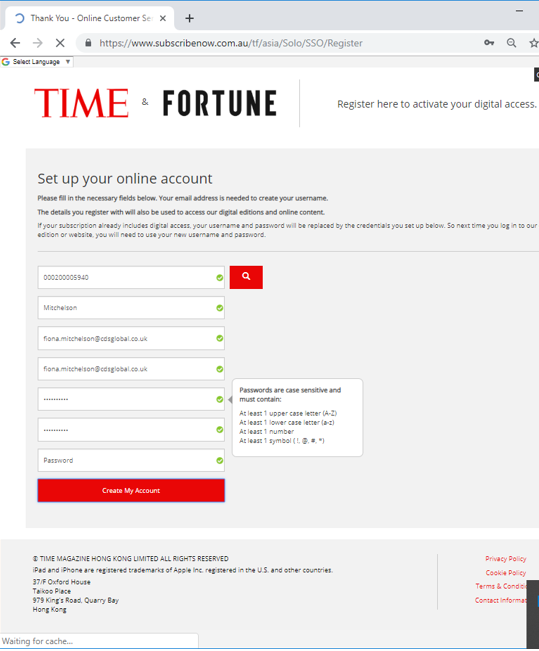 Thank You - Online Customer Se
https://www.subscribenow.com.au/tf/asia/Solo/SSO/Register
Select Language ▼
TIME & FORTUNE
Register here to activate your digital access.
Set up your online account
Please fill in the necessary fields below. Your email address is needed to create your username.
The details you register with will also be used to access our digital editions and online content.
If your subscription already includes digital access, your username and password will be replaced by the credentials you set up below. So next time you log in to our
edition or website, you will need to use your new username and password.
000200005940
Mitchelson
fiona.mitchelson@cdsglobal.co.uk
fiona.mitchelson@cdsglobal.co.uk
Passwords are case sensitive and
must contain:
At least 1 upper case letter (A-Z)
At least 1 lower case letter (a-z)
At least 1 number
At least 1 symbol ( !, @, #, *)
Password
Create My Account
© TIME MAGAZINE HONG KONG LIMITED ALL RIGHTS RESERVED
iPad and iPhone are registered trademarks of Apple Inc. registered in the U.S. and other countries.
37/F Oxford House
Taikoo Place
979 King's Road, Quarry Bay
Hong Kong
Privacy Policy
Cookie Policy
Terms & Conditi
Contact Informat
Waiting for cache...